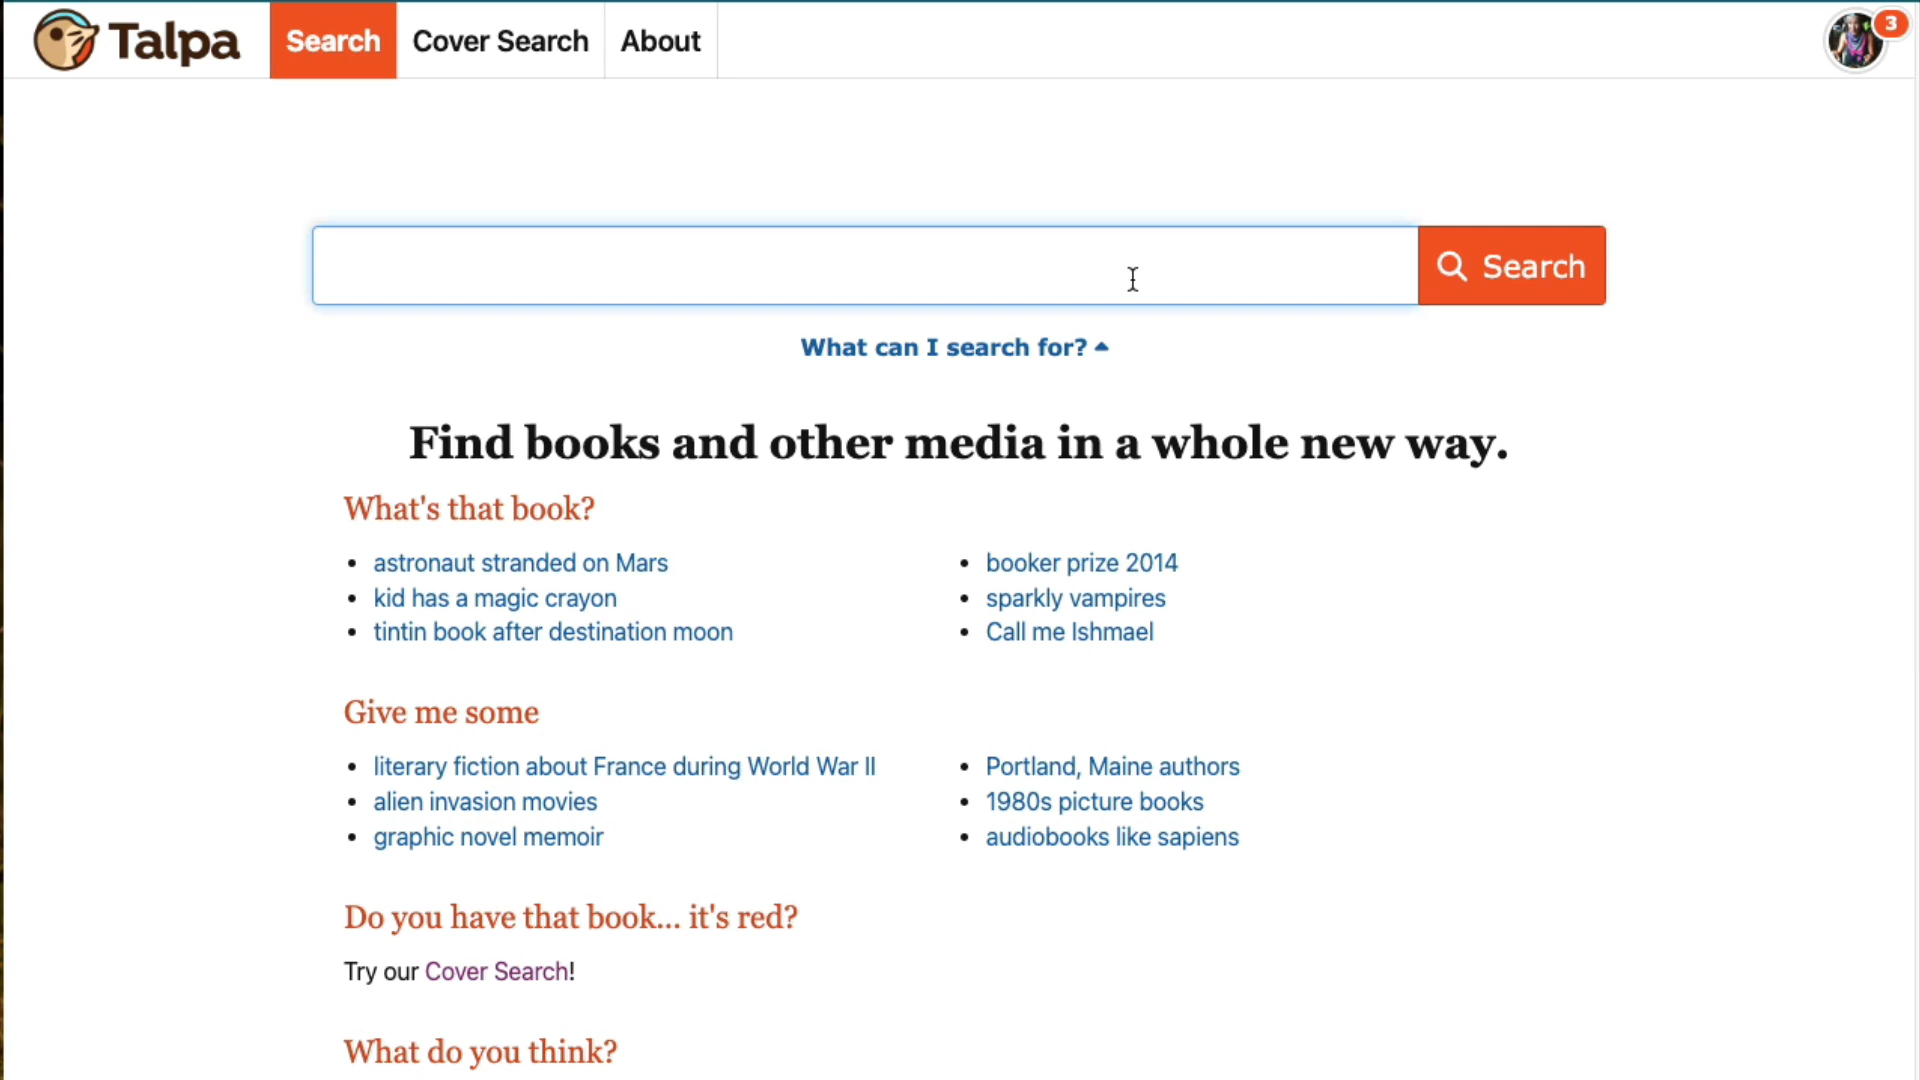 Talpa
Search
Cover Search
About
3
Search
What can I search for?
Find books and other media in a whole new way.
What's that book?
astronaut stranded on Mars
kid has a magic crayon
tintin book after destination moon
booker prize 2014
sparkly vampires
Call me Ishmael
Give me some
literary fiction about France during World War II
alien invasion movies
graphic novel memoir
Portland, Maine authors
1980s picture books
audiobooks like sapiens
Do you have that book... it's red?
Try our Cover Search!
What do you think?